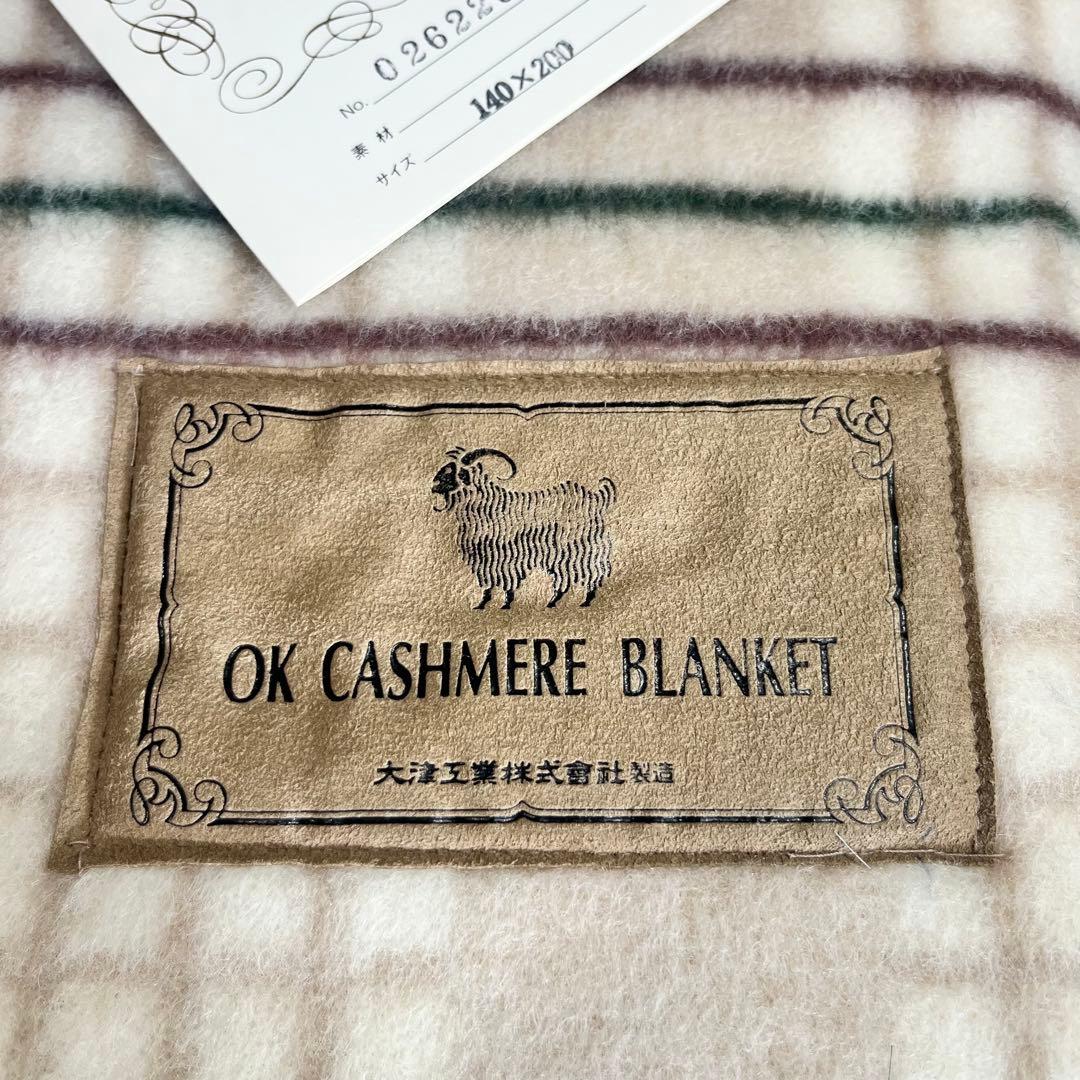 No. 02622
素材
サイズ 140×200
OK CASHMERE BLANKET
大津工業株式會社製造